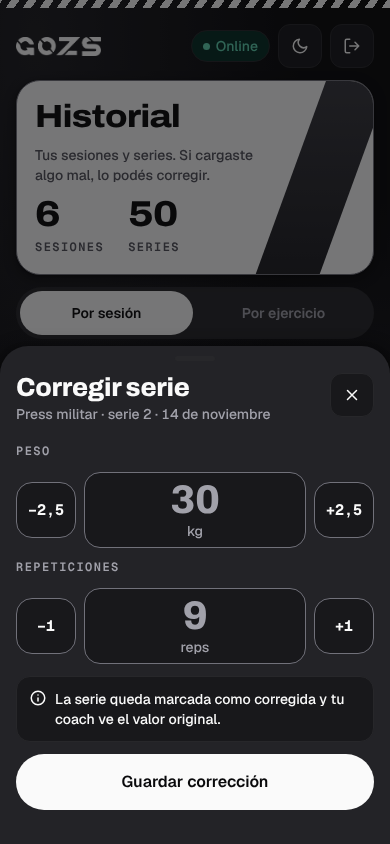 GOZS
Online
Historial
Tus sesiones y series. Si cargaste
algo mal, lo podés corregir.
6 50
SESIONES SERIES
Por sesión Por ejercicio
Corregir serie
Press militar · serie 2 · 14 de noviembre
PESO
−2,5 30 +2,5
kg
REPETICIONES
−1 9 +1
reps
La serie queda marcada como corregida y tu
coach ve el valor original.
Guardar corrección